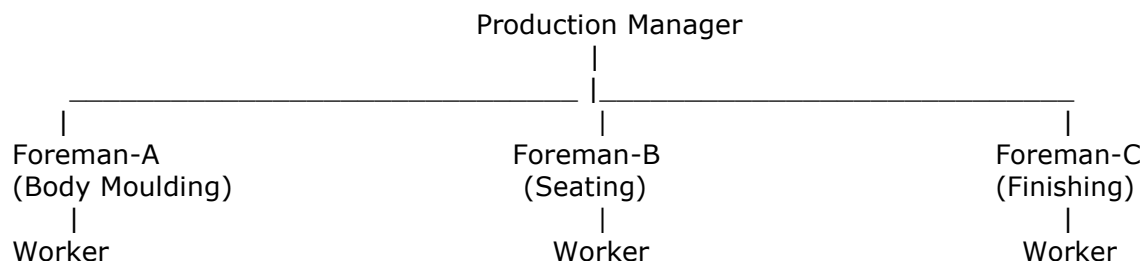 Production Manager
Foreman-A Foreman-B Foreman-C
(Body Moulding) (Seating) (Finishing)
Worker Worker Worker